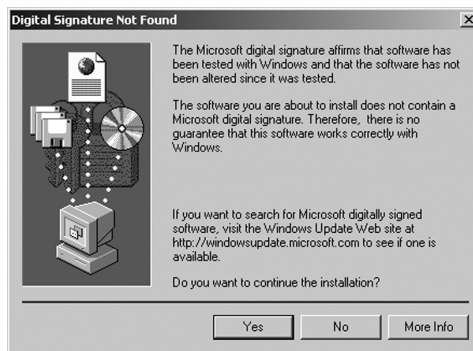 Digital Signature Not Found
The Microsoft digital signature affirms that software has
been tested with Windows and that the software has not
been altered since it was tested.
The software you are about to install does not contain a
Microsoft digital signature. Therefore, there is no
guarantee that this software works correctly with
Windows.
If you want to search for Microsoft digitally signed
software, visit the Windows Update Web site at
http://windowsupdate.microsoft.com to see if one is
available.
Do you want to continue the installation?
Yes
No
More Info